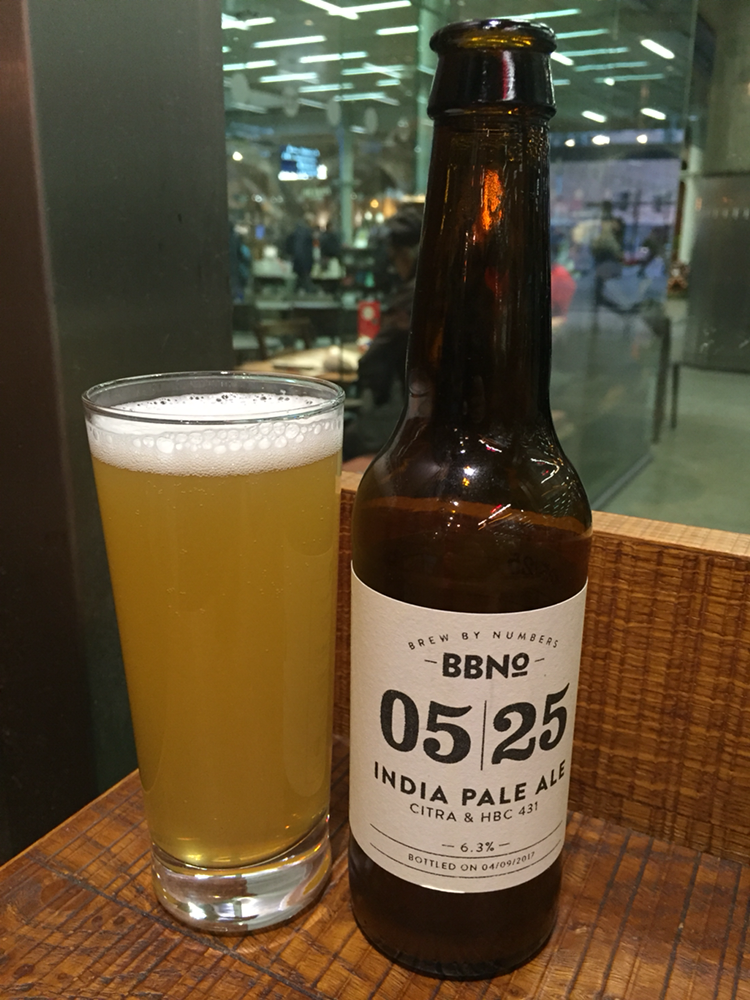 BREW BY NUMBERS
-BBNº-
05|25
INDIA PALE ALE
CITRA & HBC 431
- 6.3% -
BOTTLED ON 04/09/2017